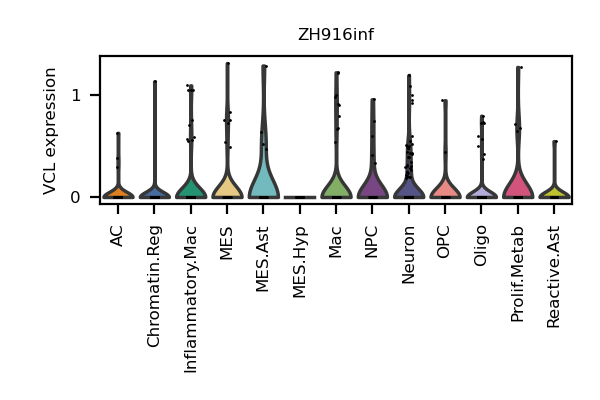 ZH916inf
VCL expression
1
0
AC
Chromatin.Reg
Inflammatory.Mac
MES
MES.Ast
MES.Hyp
Mac
NPC
Neuron
OPC
Oligo
Prolif.Metab
Reactive.Ast